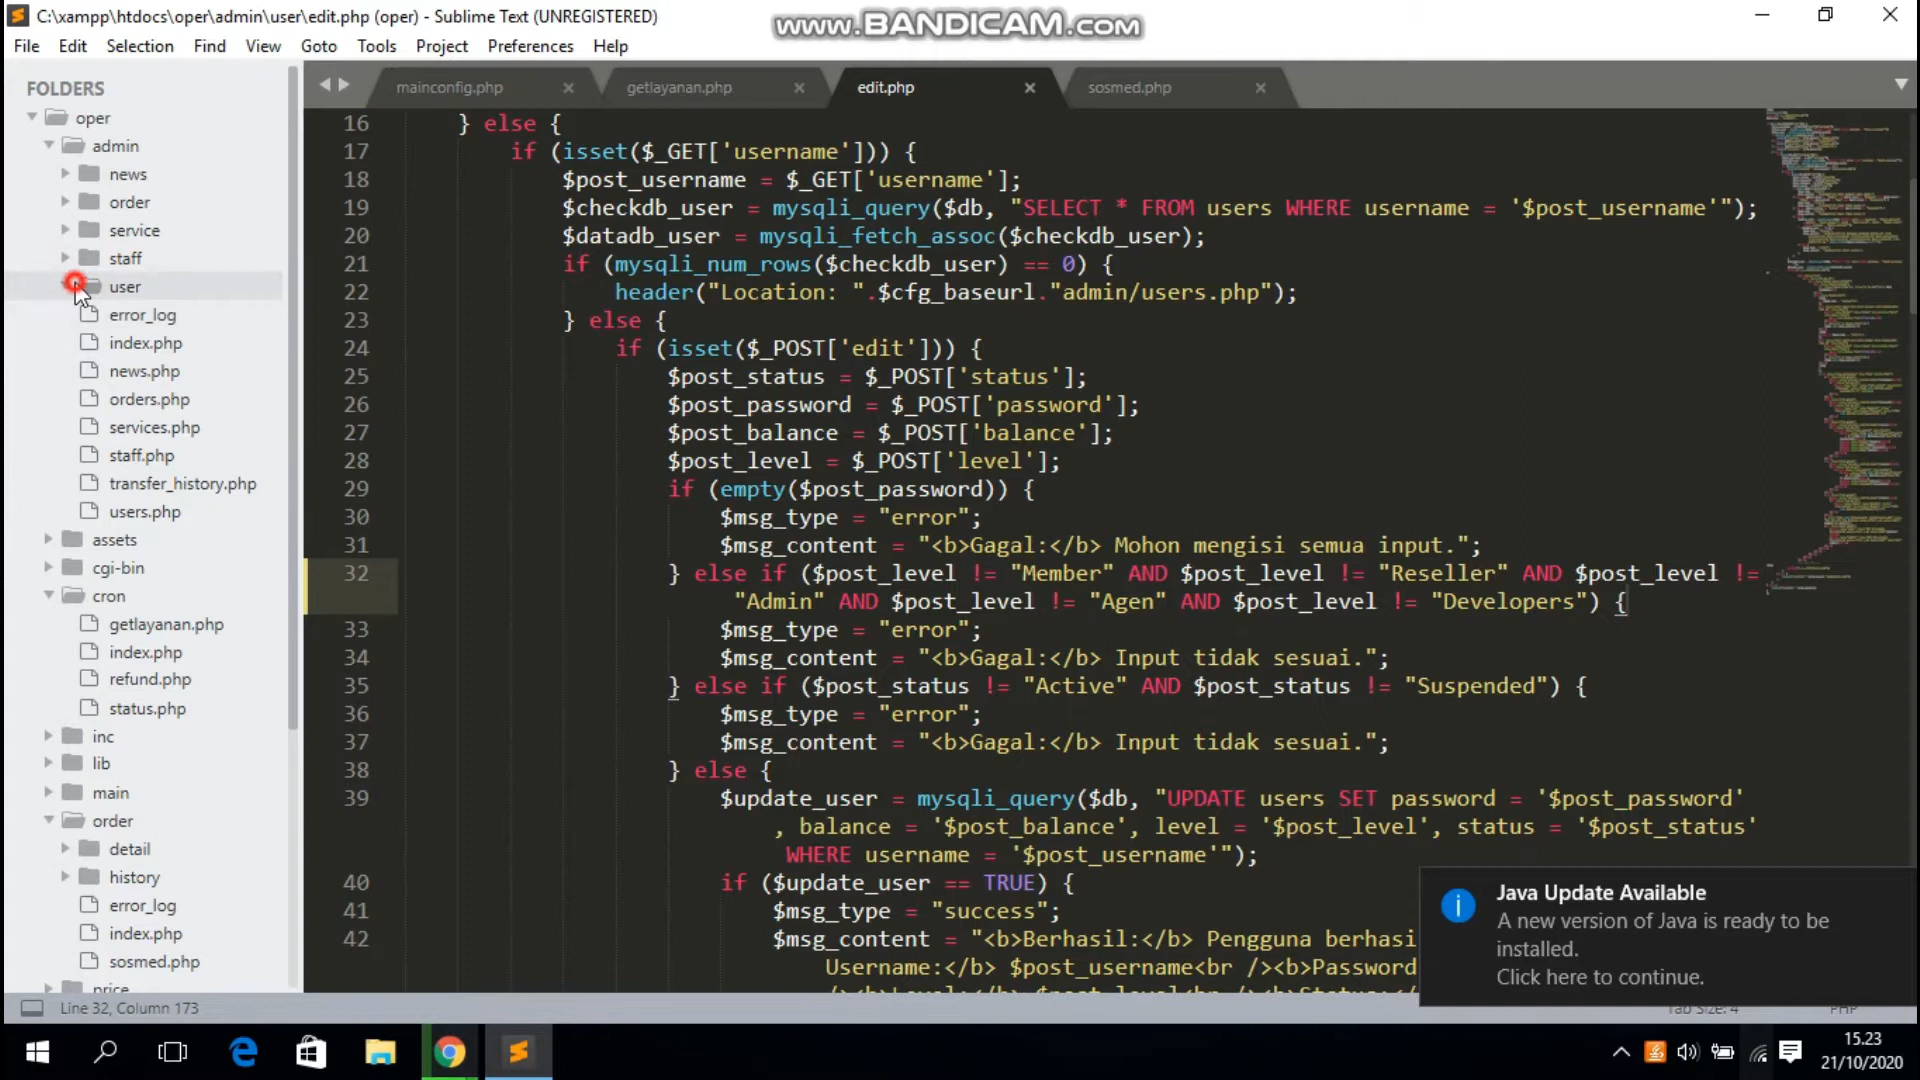 C:\xampp\htdocs\oper\admin\user\edit.php (oper) - Sublime Text (UNREGISTERED)
www.BANDICAM.com
File Edit Selection Find View Goto Tools Project Preferences Help
FOLDERS
oper
admin
news
order
service
staff
user
error_log
index.php
news.php
orders.php
services.php
staff.php
transfer_history.php
users.php
assets
cgi-bin
cron
getlayanan.php
index.php
refund.php
status.php
inc
lib
main
order
detail
history
error_log
index.php
sosmed.php
price
mainconfig.php
getlayanan.php
edit.php
sosmed.php
16 } else {
17 if (isset($_GET['username'])) {
18 $post_username = $_GET['username'];
19 $checkdb_user = mysqli_query($db, "SELECT * FROM users WHERE username = '$post_username'");
20 $datadb_user = mysqli_fetch_assoc($checkdb_user);
21 if (mysqli_num_rows($checkdb_user) == 0) {
22 header("Location: ".$cfg_baseurl."admin/users.php");
23 } else {
24 if (isset($_POST['edit'])) {
25 $post_status = $_POST['status'];
26 $post_password = $_POST['password'];
27 $post_balance = $_POST['balance'];
28 $post_level = $_POST['level'];
29 if (empty($post_password)) {
30 $msg_type = "error";
31 $msg_content = "<b>Gagal:</b> Mohon mengisi semua input.";
32 } else if ($post_level != "Member" AND $post_level != "Reseller" AND $post_level !=
"Admin" AND $post_level != "Agen" AND $post_level != "Developers") {
33 $msg_type = "error";
34 $msg_content = "<b>Gagal:</b> Input tidak sesuai.";
35 } else if ($post_status != "Active" AND $post_status != "Suspended") {
36 $msg_type = "error";
37 $msg_content = "<b>Gagal:</b> Input tidak sesuai.";
38 } else {
39 $update_user = mysqli_query($db, "UPDATE users SET password = '$post_password'
, balance = '$post_balance', level = '$post_level', status = '$post_status'
WHERE username = '$post_username'");
40 if ($update_user == TRUE) {
41 $msg_type = "success";
42 $msg_content = "<b>Berhasil:</b> Pengguna berhasi
Username:</b> $post_username<br /><b>Password
Java Update Available
A new version of Java is ready to be
installed.
Click here to continue.
Line 32, Column 173
Tab Size: 4
PHP
15.23
21/10/2020